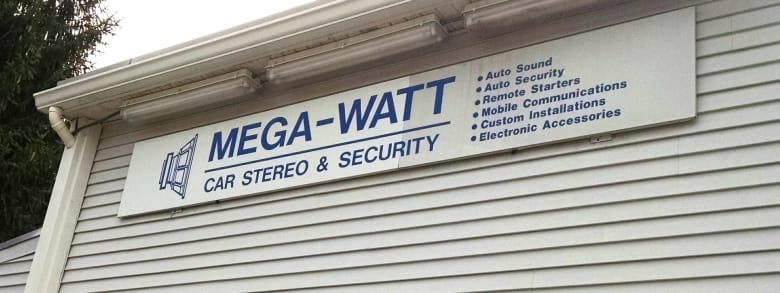 MEGA-WATT
CAR STEREO & SECURITY
• Auto Sound
• Auto Security
• Remote Starters
• Mobile Communications
• Custom Installations
• Electronic Accessories